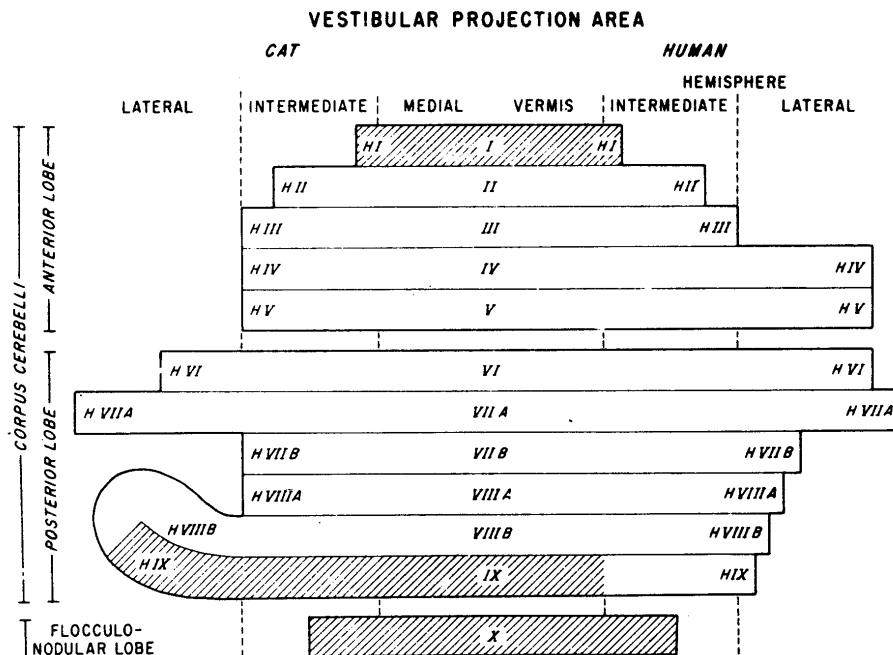 VESTIBULAR PROJECTION AREA
CAT HUMAN
HEMISPHERE
LATERAL INTERMEDIATE MEDIAL VERMIS INTERMEDIATE LATERAL
CORPUS CEREBELLI
ANTERIOR LOBE
HI I HI
HII II HII
HIII III HIII
HIV IV HIV
HV V HV
POSTERIOR LOBE
HVI VI HVI
HVIIA VIIA HVIIA
HVIIB VIIB HVIIB
HVIIIA VIIIA HVIIIA
HVIIIB VIIIB HVIIIB
HIX IX HIX
FLOCCULO-
NODULAR LOBE
X